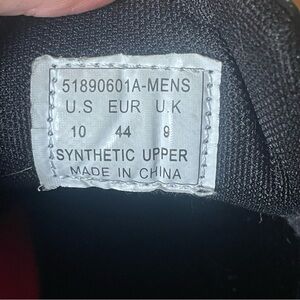 51890601A-MENS
U.S EUR U.K
10 44 9
SYNTHETIC UPPER
MADE IN CHINA